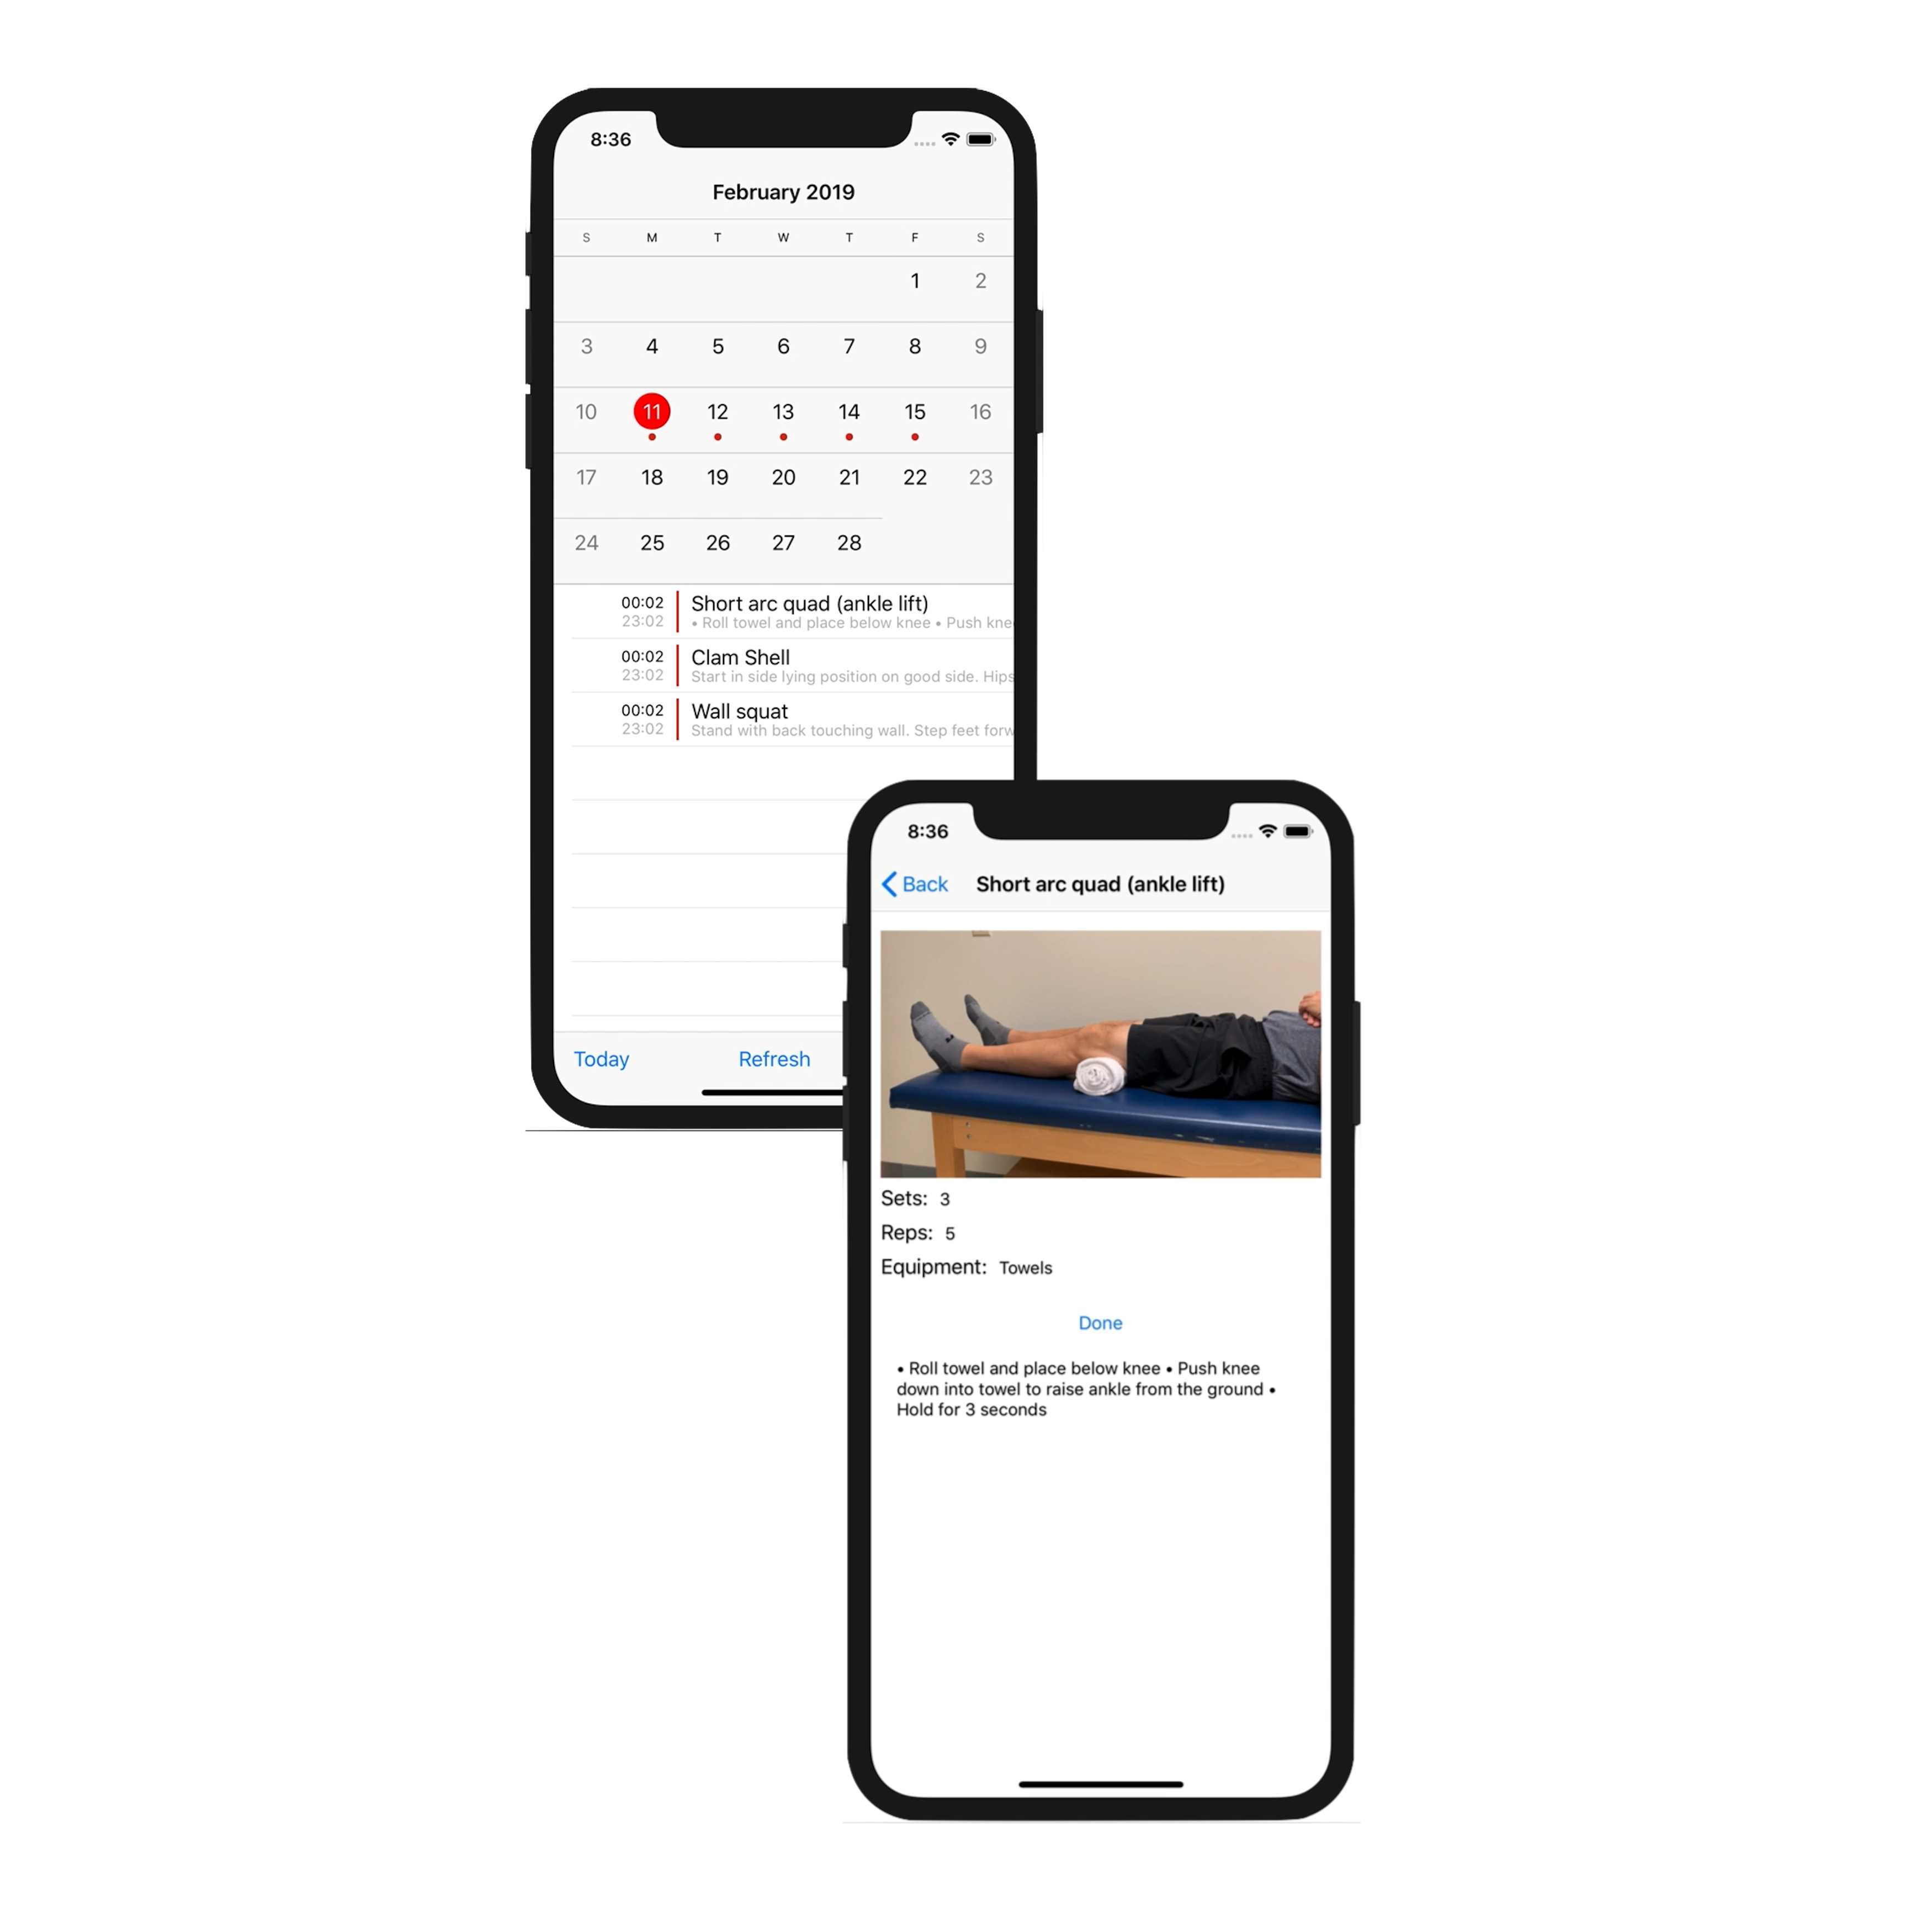 8:36
February 2019
S M T W T F S
1 2
3 4 5 6 7 8 9
10 11 12 13 14 15 16
17 18 19 20 21 22 23
24 25 26 27 28
00:02 Short arc quad (ankle lift)
23:02 • Roll towel and place below knee • Push knee
00:02 Clam Shell
23:02 Start in side lying position on good side. Hips
00:02 Wall squat
23:02 Stand with back touching wall. Step feet forw
Today Refresh
8:36
Back Short arc quad (ankle lift)
Sets: 3
Reps: 5
Equipment: Towels
Done
• Roll towel and place below knee • Push knee
down into towel to raise ankle from the ground •
Hold for 3 seconds